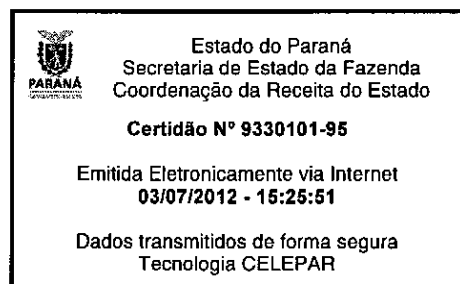 Estado do Paraná
Secretaria de Estado da Fazenda
Coordenação da Receita do Estado
PARANÁ
Certidão Nº 9330101-95
Emitida Eletronicamente via Internet
03/07/2012 - 15:25:51
Dados transmitidos de forma segura
Tecnologia CELEPAR